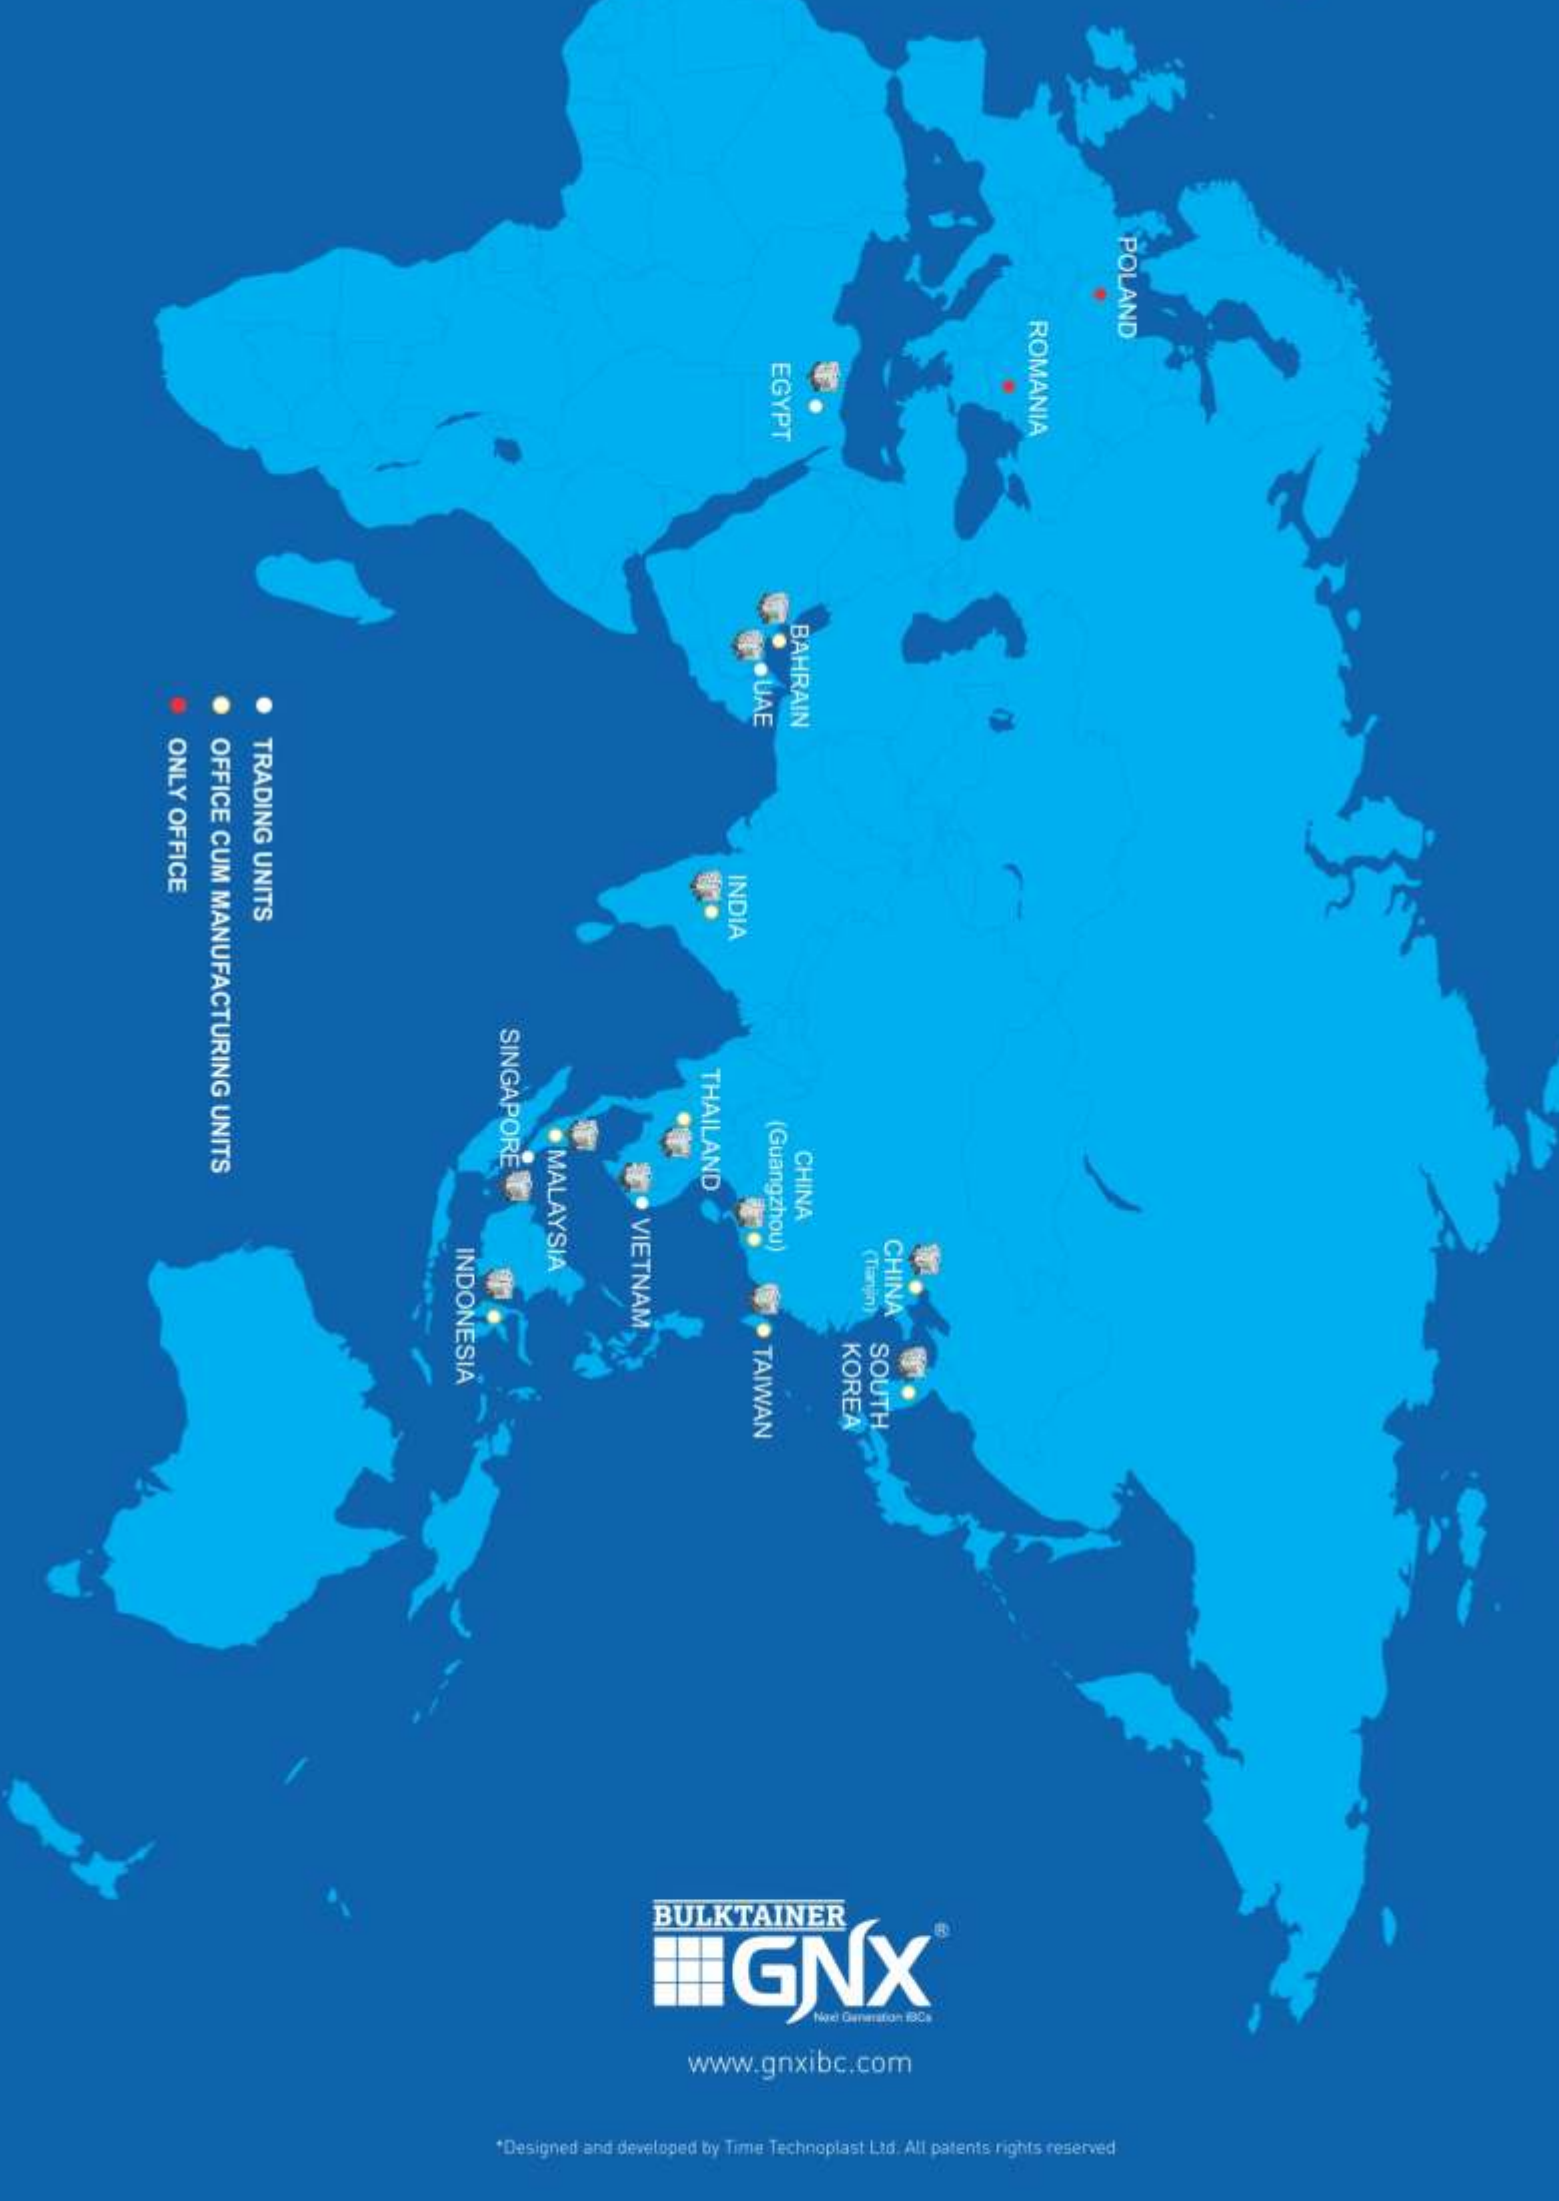 POLAND
ROMANIA
EGYPT
BAHRAIN
UAE
INDIA
CHINA
(Tianjin)
SOUTH
KOREA
CHINA
(Guangzhou)
TAIWAN
THAILAND
VIETNAM
MALAYSIA
SINGAPORE
INDONESIA
TRADING UNITS
OFFICE CUM MANUFACTURING UNITS
ONLY OFFICE
BULKTAINER
GNX®
Next Generation IBCs
www.gnxibc.com
*Designed and developed by Time Technoplast Ltd. All patents rights reserved